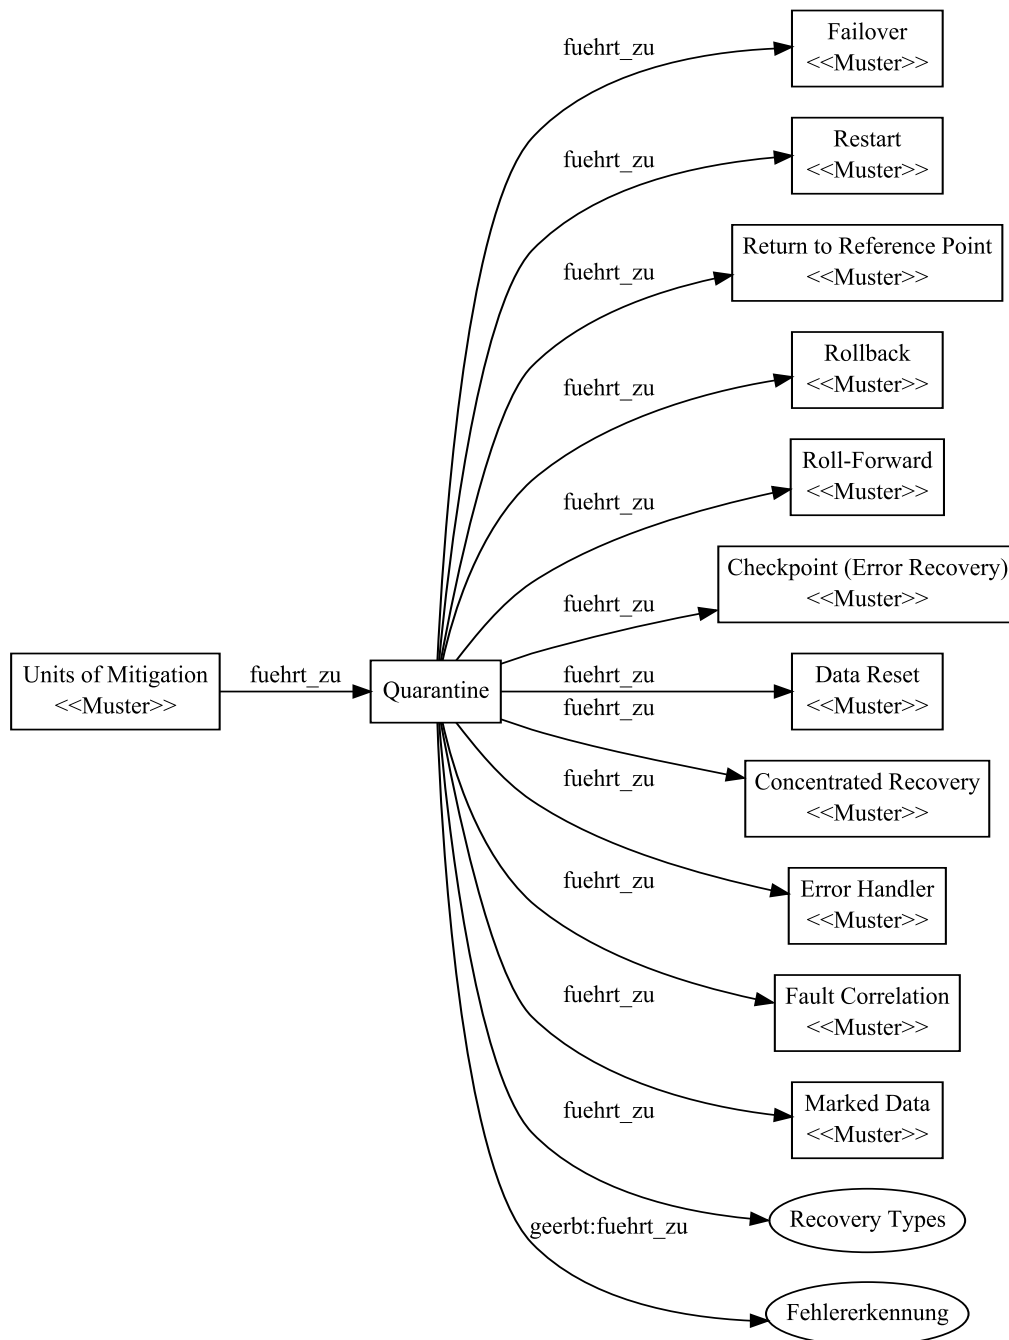 fuehrt_zu
Failover
<<Muster>>
fuehrt_zu
Restart
<<Muster>>
fuehrt_zu
Return to Reference Point
<<Muster>>
fuehrt_zu
Rollback
<<Muster>>
fuehrt_zu
Roll-Forward
<<Muster>>
fuehrt_zu
Checkpoint (Error Recovery)
<<Muster>>
Units of Mitigation
<<Muster>>
fuehrt_zu
Quarantine
fuehrt_zu
Data Reset
<<Muster>>
fuehrt_zu
Concentrated Recovery
<<Muster>>
fuehrt_zu
Error Handler
<<Muster>>
fuehrt_zu
Fault Correlation
<<Muster>>
fuehrt_zu
Marked Data
<<Muster>>
fuehrt_zu
Recovery Types
geerbt:fuehrt_zu
Fehlererkennung